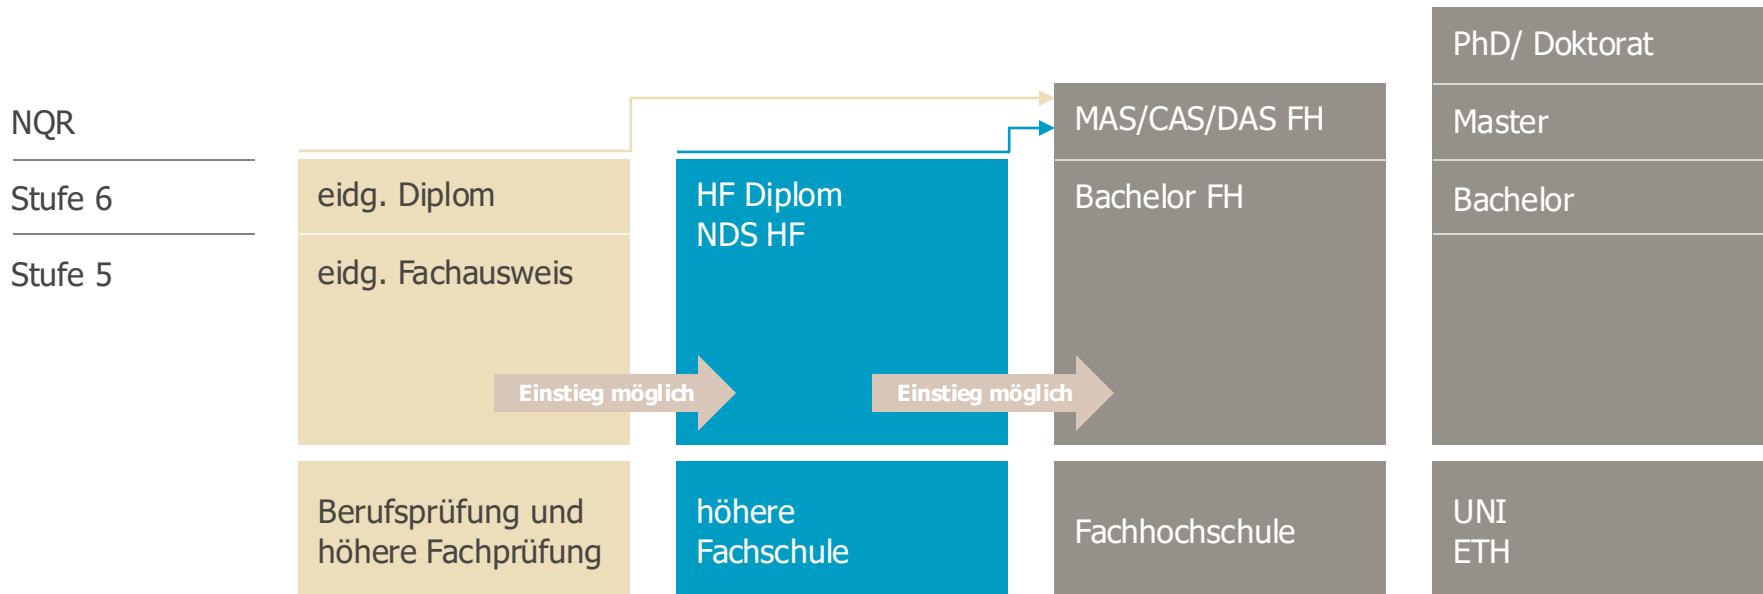 NQR
Stufe 6
Stufe 5
eidg. Diplom
eidg. Fachausweis
Einstieg möglich
Berufsprüfung und
höhere Fachprüfung
HF Diplom
NDS HF
Einstieg möglich
höhere
Fachschule
MAS/CAS/DAS FH
Bachelor FH
Fachhochschule
PhD/ Doktorat
Master
Bachelor
UNI
ETH